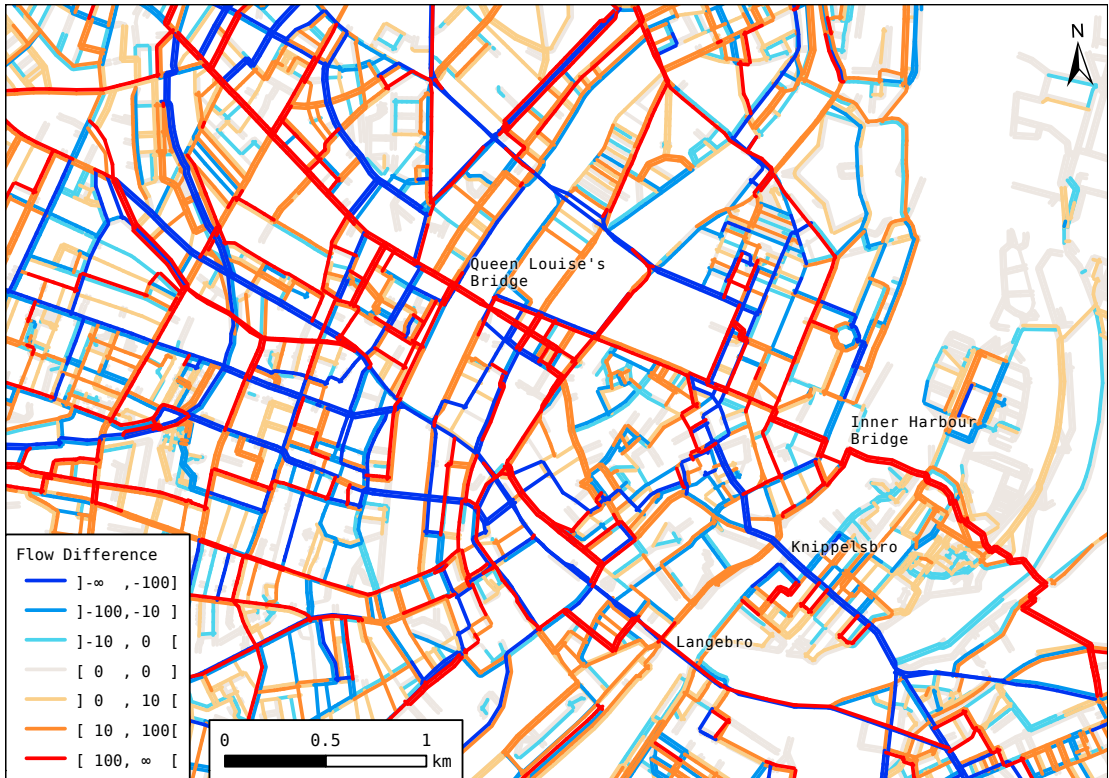 N
Queen Louise's
Bridge
Inner Harbour
Bridge
Knippelsbro
Langebro
Flow Difference
]-∞ ,-100]
]-100,-10 ]
]-10 , 0 [
[ 0 , 0 ]
] 0 , 10 [
[ 10 , 100[
[ 100, ∞ [
0 0.5 1
km